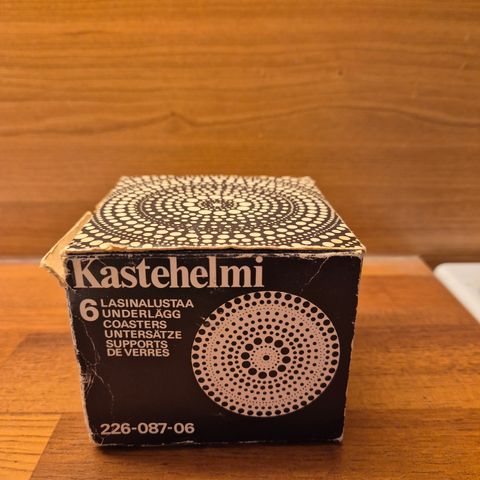 Kastehelmi
6 LASINALUSTAA
UNDERLÄGG
COASTERS
UNTERSÄTZE
SUPPORTS
DE VERRES
226-087-06